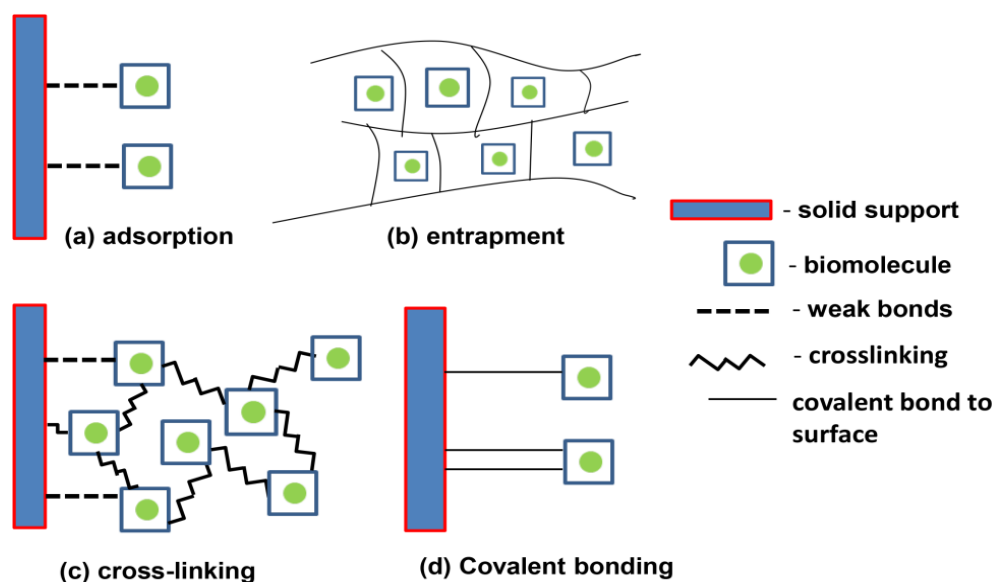 (a) adsorption
(b) entrapment
- solid support
- biomolecule
- weak bonds
- crosslinking
covalent bond to
surface
(c) cross-linking
(d) Covalent bonding